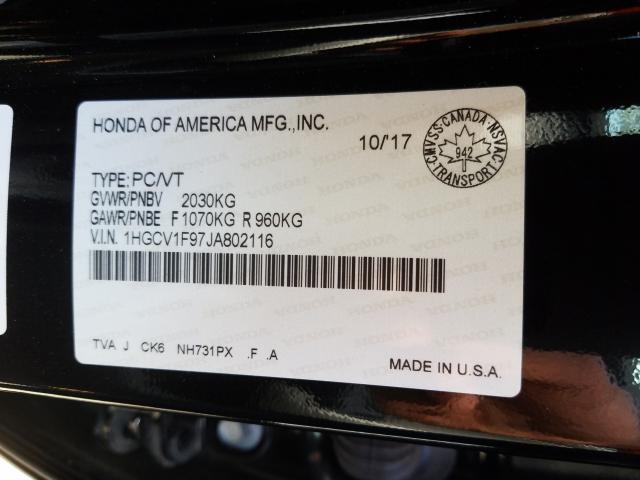 HONDA OF AMERICA MFG.,INC.
10/'17
CMVSS·CANADA·NSVAC
942
TRANSPORT
TYPE: PC/VT
GVWR/PNBV 2030KG
GAWR/PNBE F 1070KG R 960KG
V.I.N. 1HGCV1F97JA802116
TVA J CK6 NH731PX .F .A
MADE IN U.S.A.